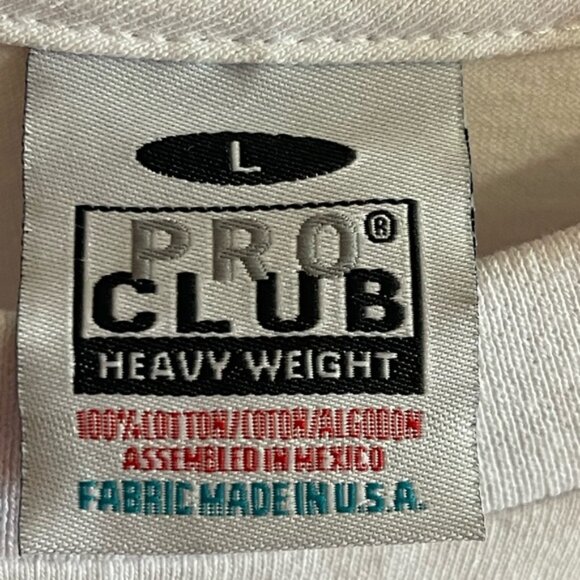 L
PRO®
CLUB
HEAVY WEIGHT
100% COTTON/COTON/ALGODON
ASSEMBLED IN MEXICO
FABRIC MADE IN U.S.A.